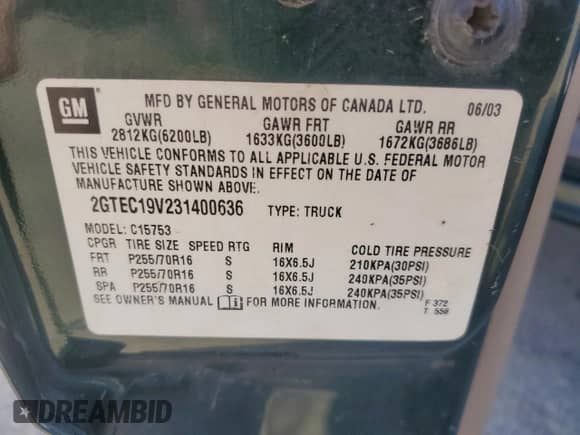 GM
MFD BY GENERAL MOTORS OF CANADA LTD. 06/03
GVWR GAWR FRT GAWR RR
2812KG(6200LB) 1633KG(3600LB) 1672KG(3686LB)
THIS VEHICLE CONFORMS TO ALL APPLICABLE U.S. FEDERAL MOTOR
VEHICLE SAFETY STANDARDS IN EFFECT ON THE DATE OF
MANUFACTURE SHOWN ABOVE.
2GTEC19V231400636 TYPE: TRUCK
MODEL: C15753
CPGR TIRE SIZE SPEED RTG RIM COLD TIRE PRESSURE
FRT P255/70R16 S 16X6.5J 210KPA(30PSI)
RR P255/70R16 S 16X6.5J 240KPA(35PSI)
SPA P255/70R16 S 16X6.5J 240KPA(35PSI)
SEE OWNER'S MANUAL FOR MORE INFORMATION. F 372
T 558
DREAMBID